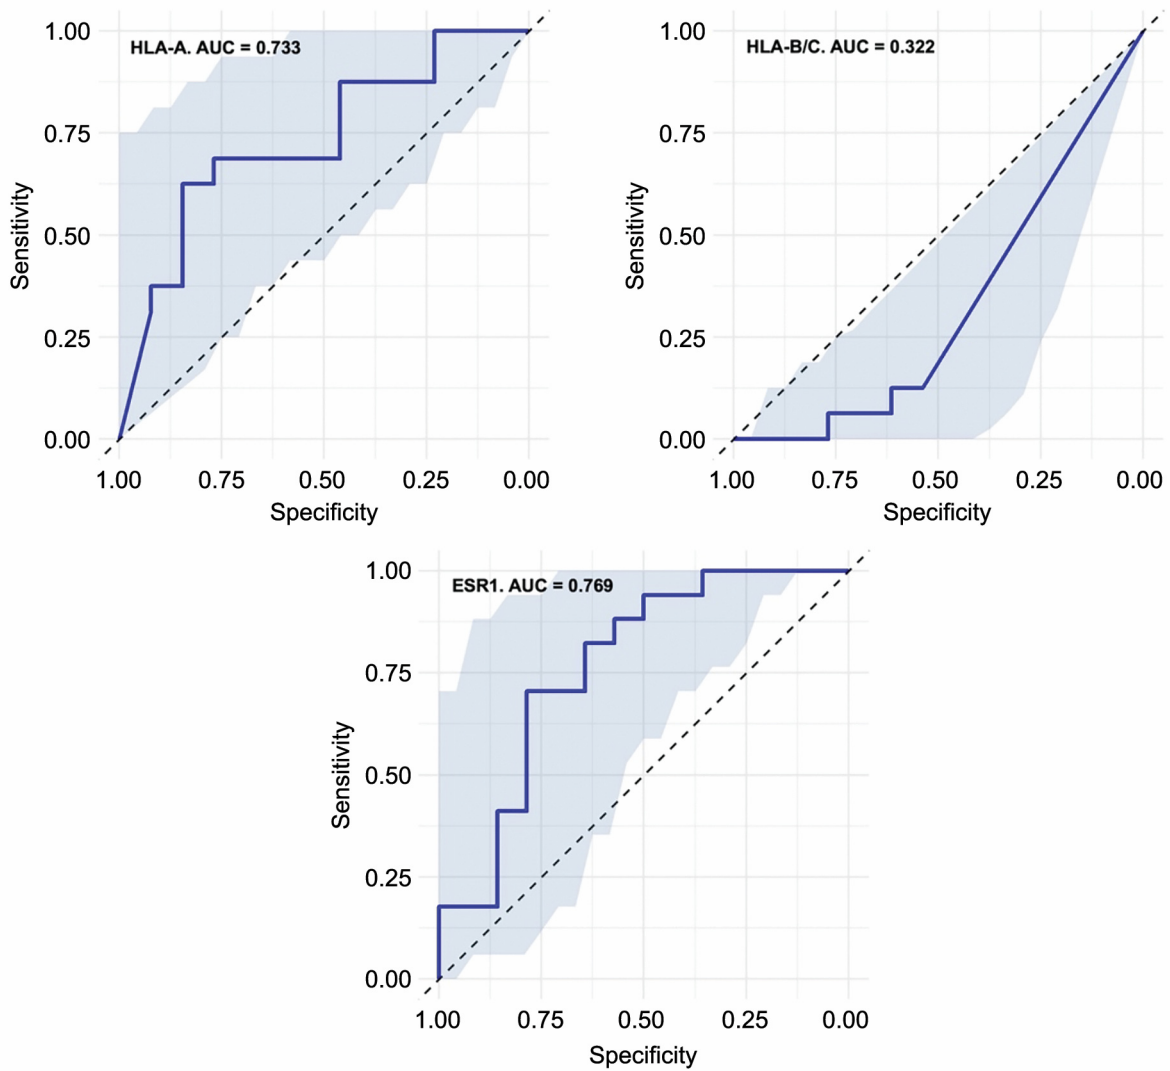 HLA-A. AUC = 0.733
1.00
0.75
0.50
0.25
0.00
Sensitivity
1.00 0.75 0.50 0.25 0.00
Specificity
HLA-B/C. AUC = 0.322
1.00
0.75
0.50
0.25
0.00
Sensitivity
1.00 0.75 0.50 0.25 0.00
Specificity
ESR1. AUC = 0.769
1.00
0.75
0.50
0.25
0.00
Sensitivity
1.00 0.75 0.50 0.25 0.00
Specificity